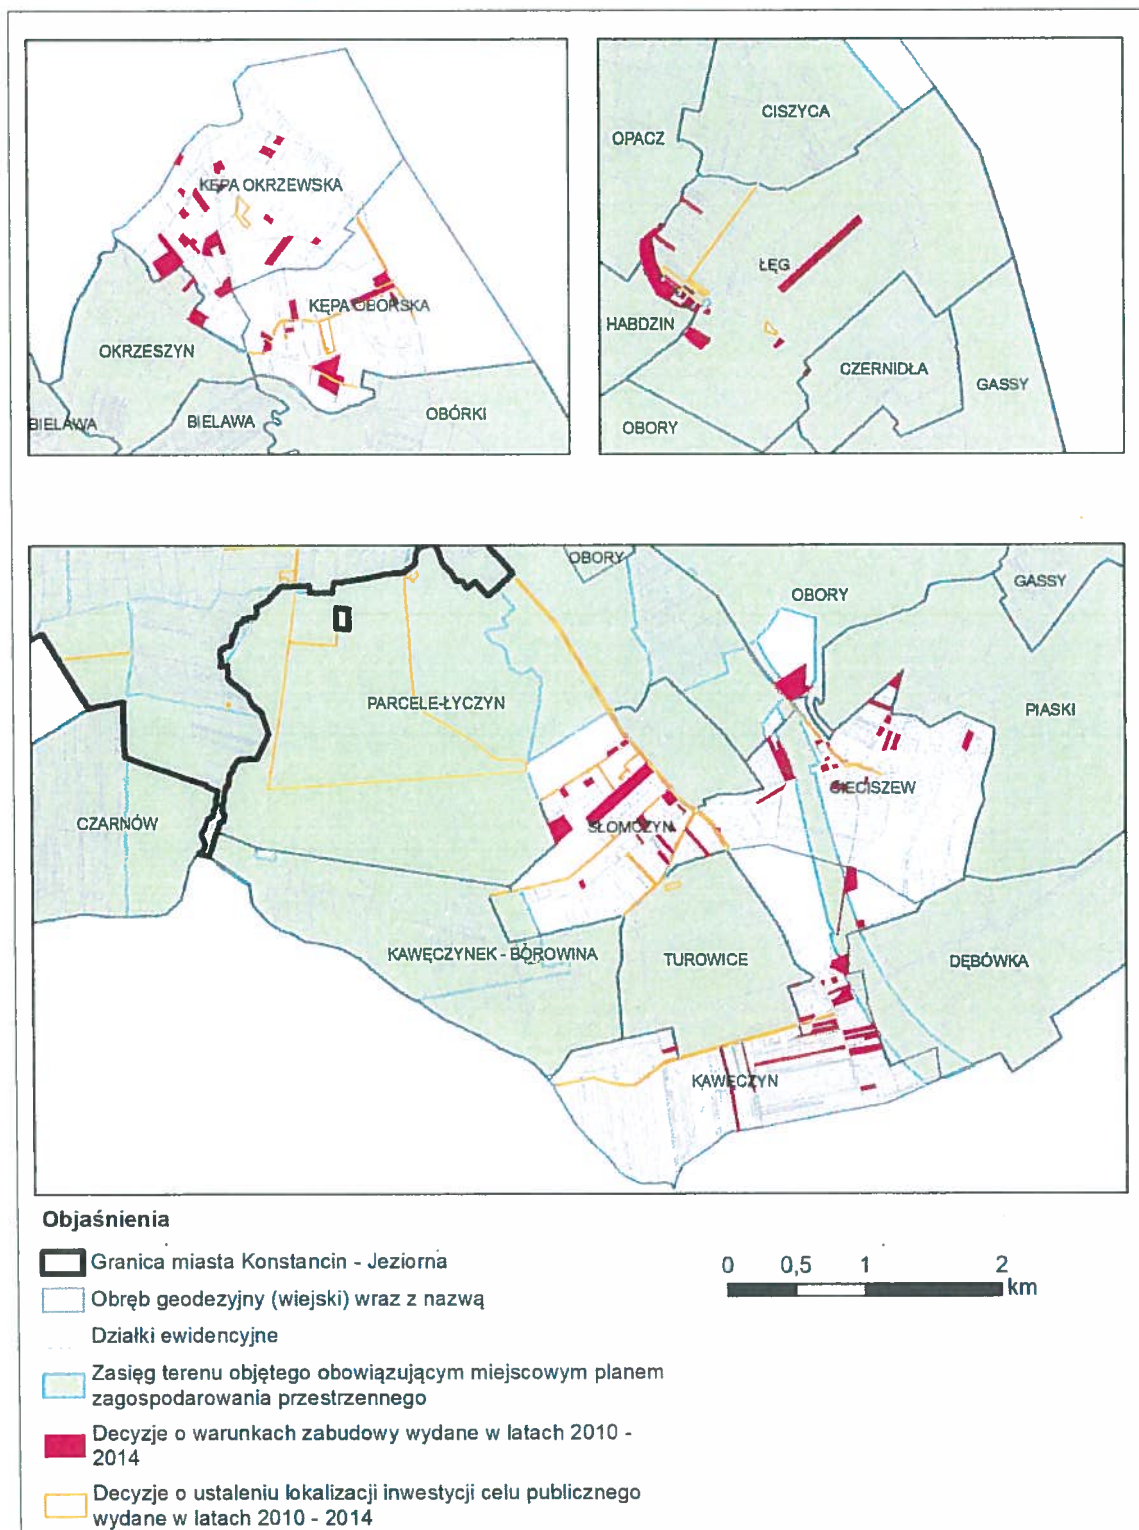 KĘPA OKRZEWSKA
KĘPA OBORSKA
OKRZESZYN
BIELAWA
BIELAWA
OBÓRKI
CISZYCA
OPACZ
ŁĘG
HABDZIN
CZERNIDŁA
GASSY
OBORY
OBORY
GASSY
OBORY
PARCELE-ŁYCZYN
PIASKI
CZARNÓW
CIECISZEW
SŁOMCZYN
KAWĘCZYNEK - BOROWINA
TUROWICE
DĘBÓWKA
KAWĘCZYN
Objaśnienia
Granica miasta Konstancin - Jeziorna
Obręb geodezyjny (wiejski) wraz z nazwą
Działki ewidencyjne
Zasięg terenu objętego obowiązującym miejscowym planem
zagospodarowania przestrzennego
Decyzje o warunkach zabudowy wydane w latach 2010 -
2014
Decyzje o ustaleniu lokalizacji inwestycji celu publicznego
wydane w latach 2010 - 2014
0 0,5 1 2
km